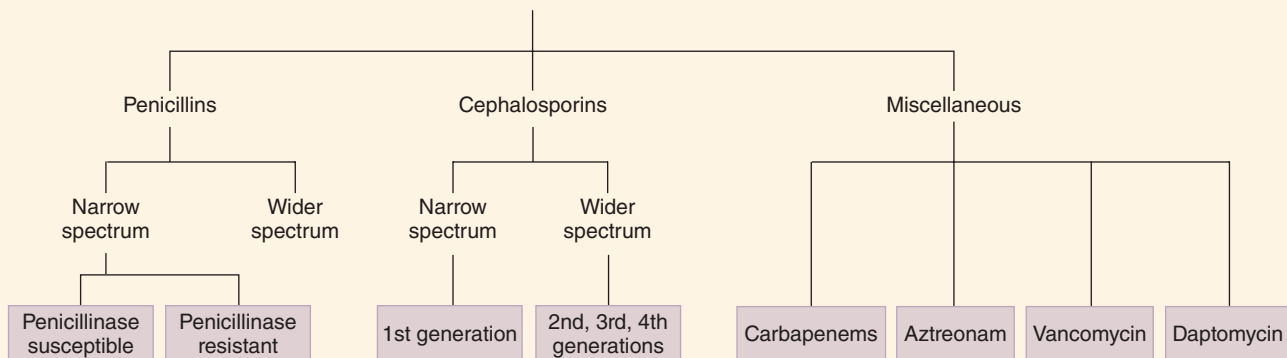 Penicillins
Cephalosporins
Miscellaneous
Narrow
spectrum
Wider
spectrum
Narrow
spectrum
Wider
spectrum
Penicillinase
susceptible
Penicillinase
resistant
1st generation
2nd, 3rd, 4th
generations
Carbapenems
Aztreonam
Vancomycin
Daptomycin